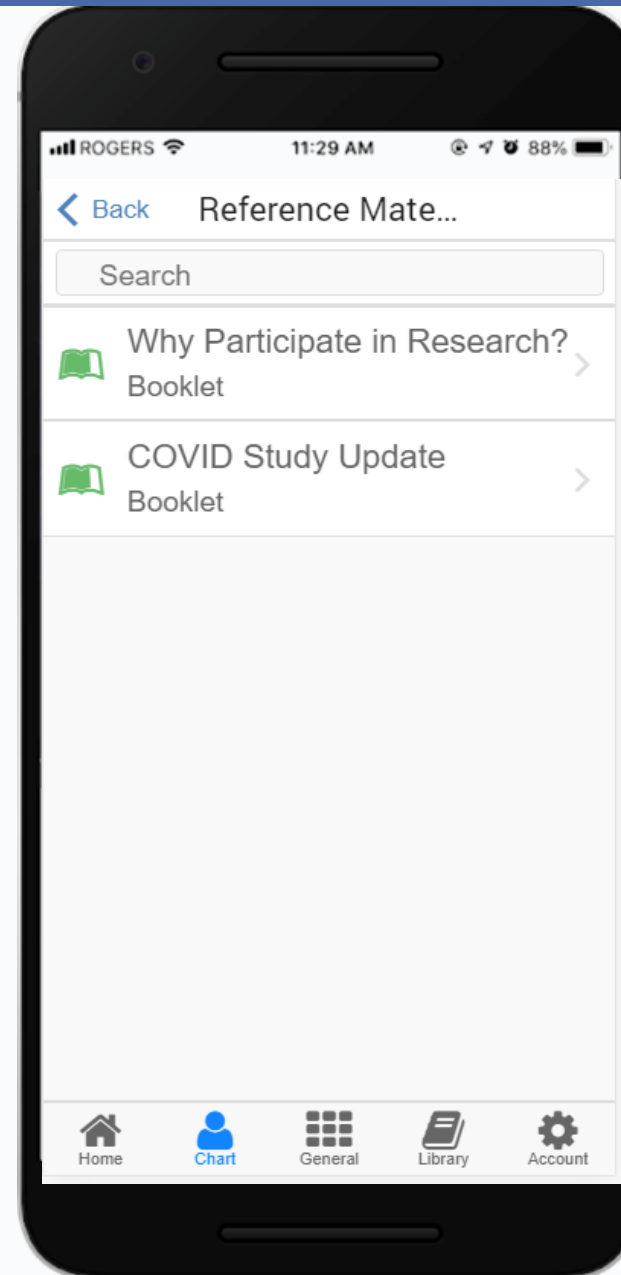 ROGERS 11:29 AM 88%
Back Reference Mate...
Search
Why Participate in Research?
Booklet
COVID Study Update
Booklet
Home Chart General Library Account